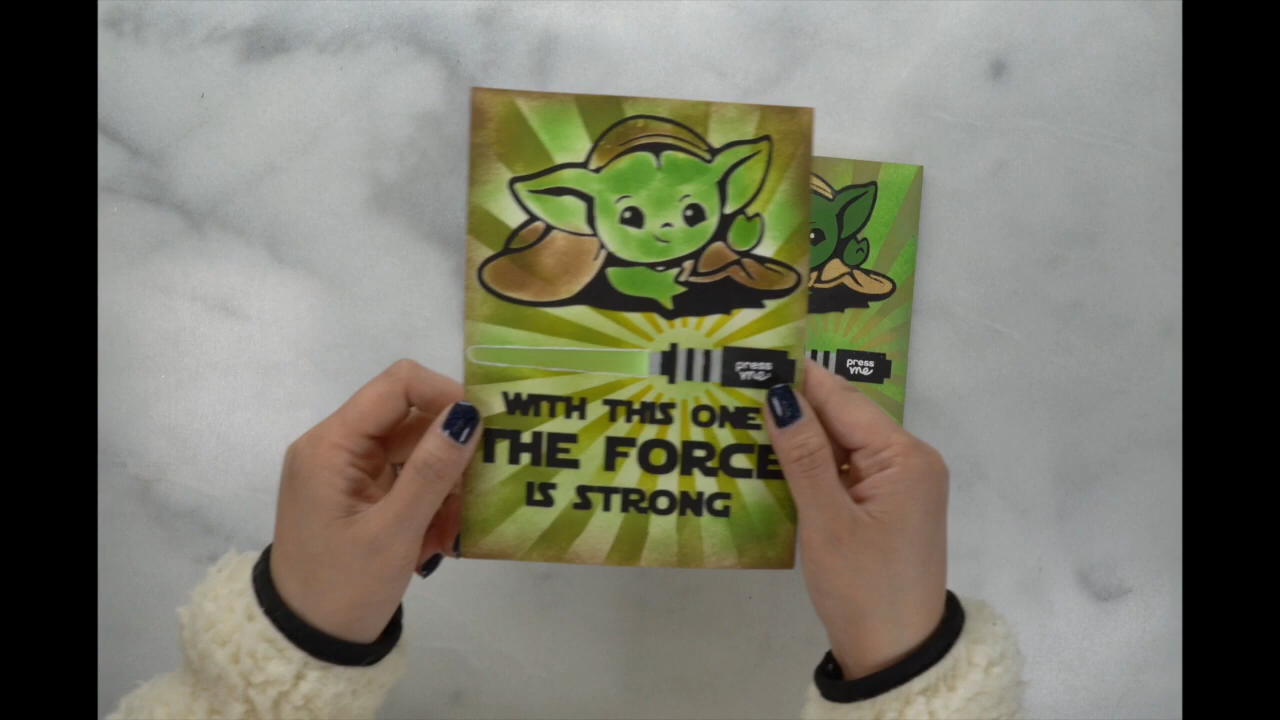 press
me
press
me
WITH THIS ONE
THE FORCE
IS STRONG